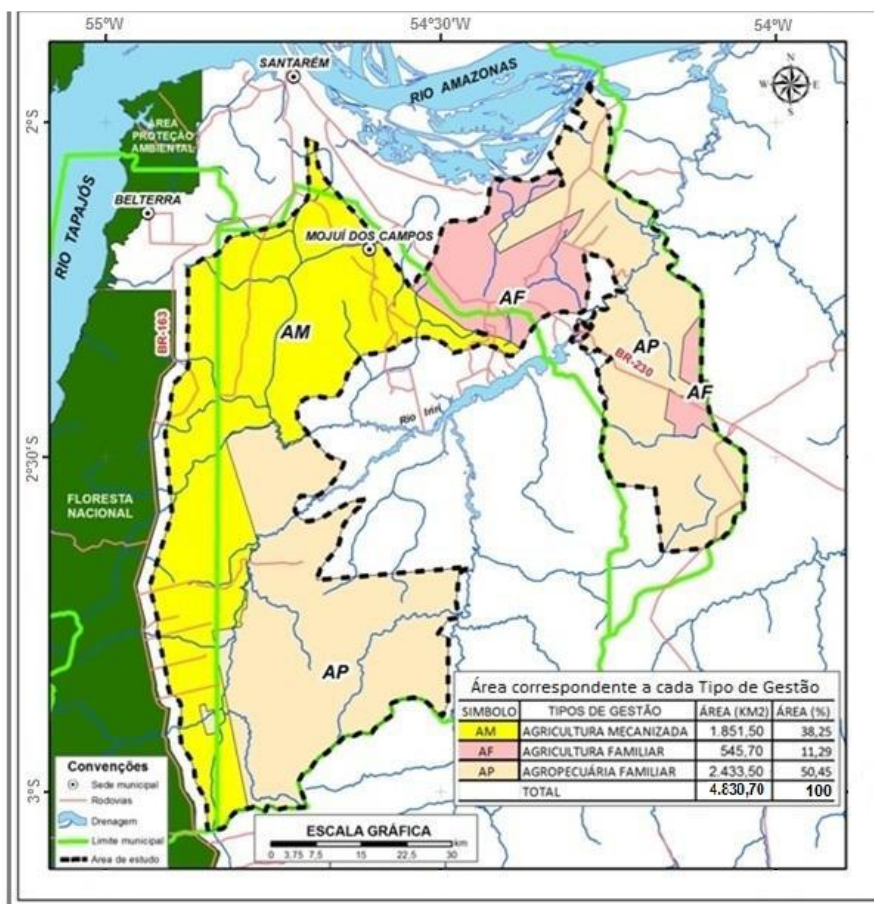 55°W
54°30'W
54°W
SANTARÉM
RIO AMAZONAS
N
W
E
S
2°S
ÁREA
PROTEÇÃO
AMBIENTAL
BELTERRA
RIO TAPAJÓS
MOJUÍ DOS CAMPOS
AF
AM
BR-163
AP
BR-230
AF
Rio Iriri
2°30'S
FLORESTA
NACIONAL
AP
Área correspondente a cada Tipo de Gestão
SIMBOLO TIPOS DE GESTÃO ÁREA (KM2) ÁREA (%)
AM AGRICULTURA MECANIZADA 1.851,50 38,25
AF AGRICULTURA FAMILIAR 545,70 11,29
AP AGROPECUÁRIA FAMILIAR 2.433,50 50,45
TOTAL 4.830,70 100
3°S
Convenções
Sede municipal
Rodovias
Drenagem
Limite municipal
Área de estudo
ESCALA GRÁFICA
km
0 3.75 7,5 15 22,5 30